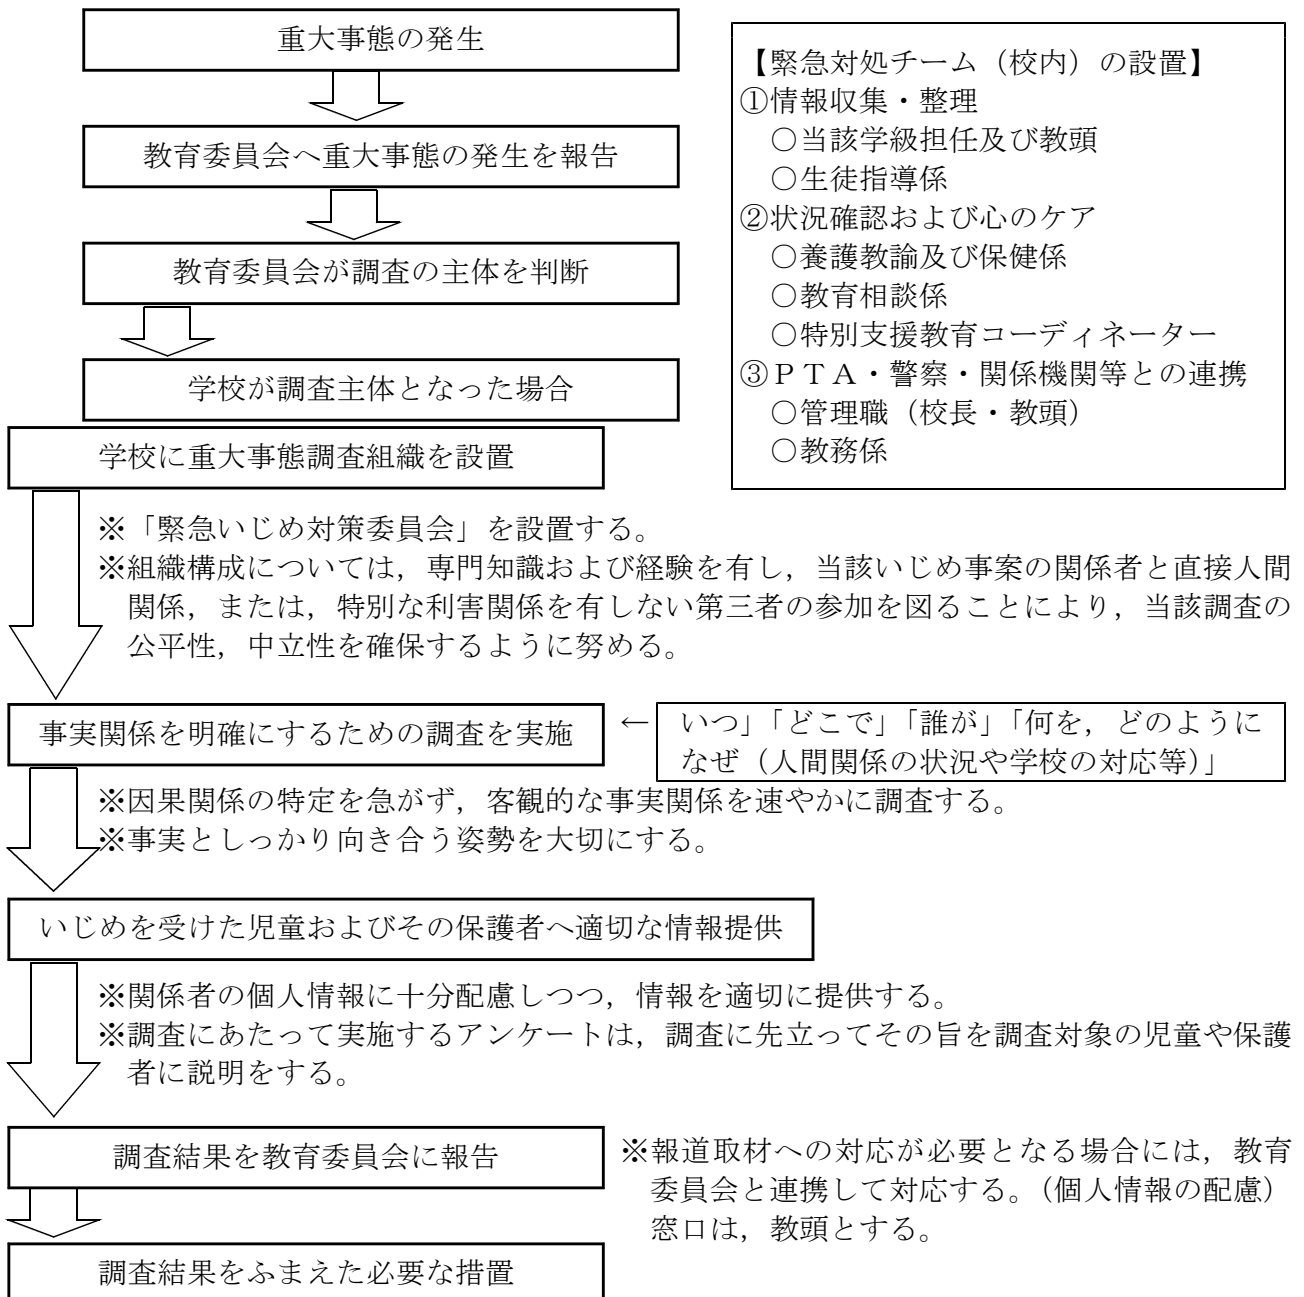 重大事態の発生
教育委員会へ重大事態の発生を報告
教育委員会が調査の主体を判断
学校が調査主体となった場合
【緊急対処チーム（校内）の設置】
①情報収集・整理
○当該学級担任及び教頭
○生徒指導係
②状況確認および心のケア
○養護教諭及び保健係
○教育相談係
○特別支援教育コーディネーター
③ＰＴＡ・警察・関係機関等との連携
○管理職（校長・教頭）
○教務係
学校に重大事態調査組織を設置
※「緊急いじめ対策委員会」を設置する。
※組織構成については，専門知識および経験を有し，当該いじめ事案の関係者と直接人間
関係，または，特別な利害関係を有しない第三者の参加を図ることにより，当該調査の
公平性，中立性を確保するように努める。
事実関係を明確にするための調査を実施
←
いつ」「どこで」「誰が」「何を，どのように
なぜ（人間関係の状況や学校の対応等）」
※因果関係の特定を急がず，客観的な事実関係を速やかに調査する。
※事実としっかり向き合う姿勢を大切にする。
いじめを受けた児童およびその保護者へ適切な情報提供
※関係者の個人情報に十分配慮しつつ，情報を適切に提供する。
※調査にあたって実施するアンケートは，調査に先立ってその旨を調査対象の児童や保護
者に説明をする。
調査結果を教育委員会に報告
※報道取材への対応が必要となる場合には，教育
委員会と連携して対応する。（個人情報の配慮）
窓口は，教頭とする。
調査結果をふまえた必要な措置